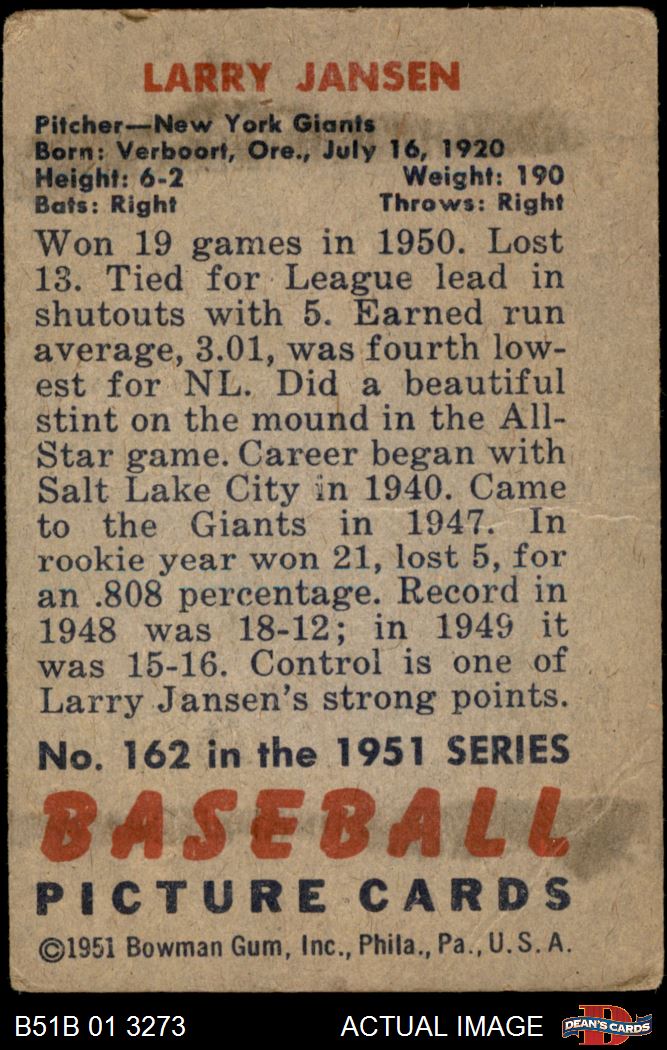 LARRY JANSEN
Pitcher—New York Giants
Born: Verboort, Ore., July 16, 1920
Height: 6-2 Weight: 190
Bats: Right Throws: Right
Won 19 games in 1950. Lost
13. Tied for League lead in
shutouts with 5. Earned run
average, 3.01, was fourth low-
est for NL. Did a beautiful
stint on the mound in the All-
Star game. Career began with
Salt Lake City in 1940. Came
to the Giants in 1947. In
rookie year won 21, lost 5, for
an .808 percentage. Record in
1948 was 18-12; in 1949 it
was 15-16. Control is one of
Larry Jansen's strong points.
No. 162 in the 1951 SERIES
BASEBALL
PICTURE CARDS
©1951 Bowman Gum, Inc., Phila., Pa., U. S. A.
B51B 01 3273 ACTUAL IMAGE D DEAN'S CARDS